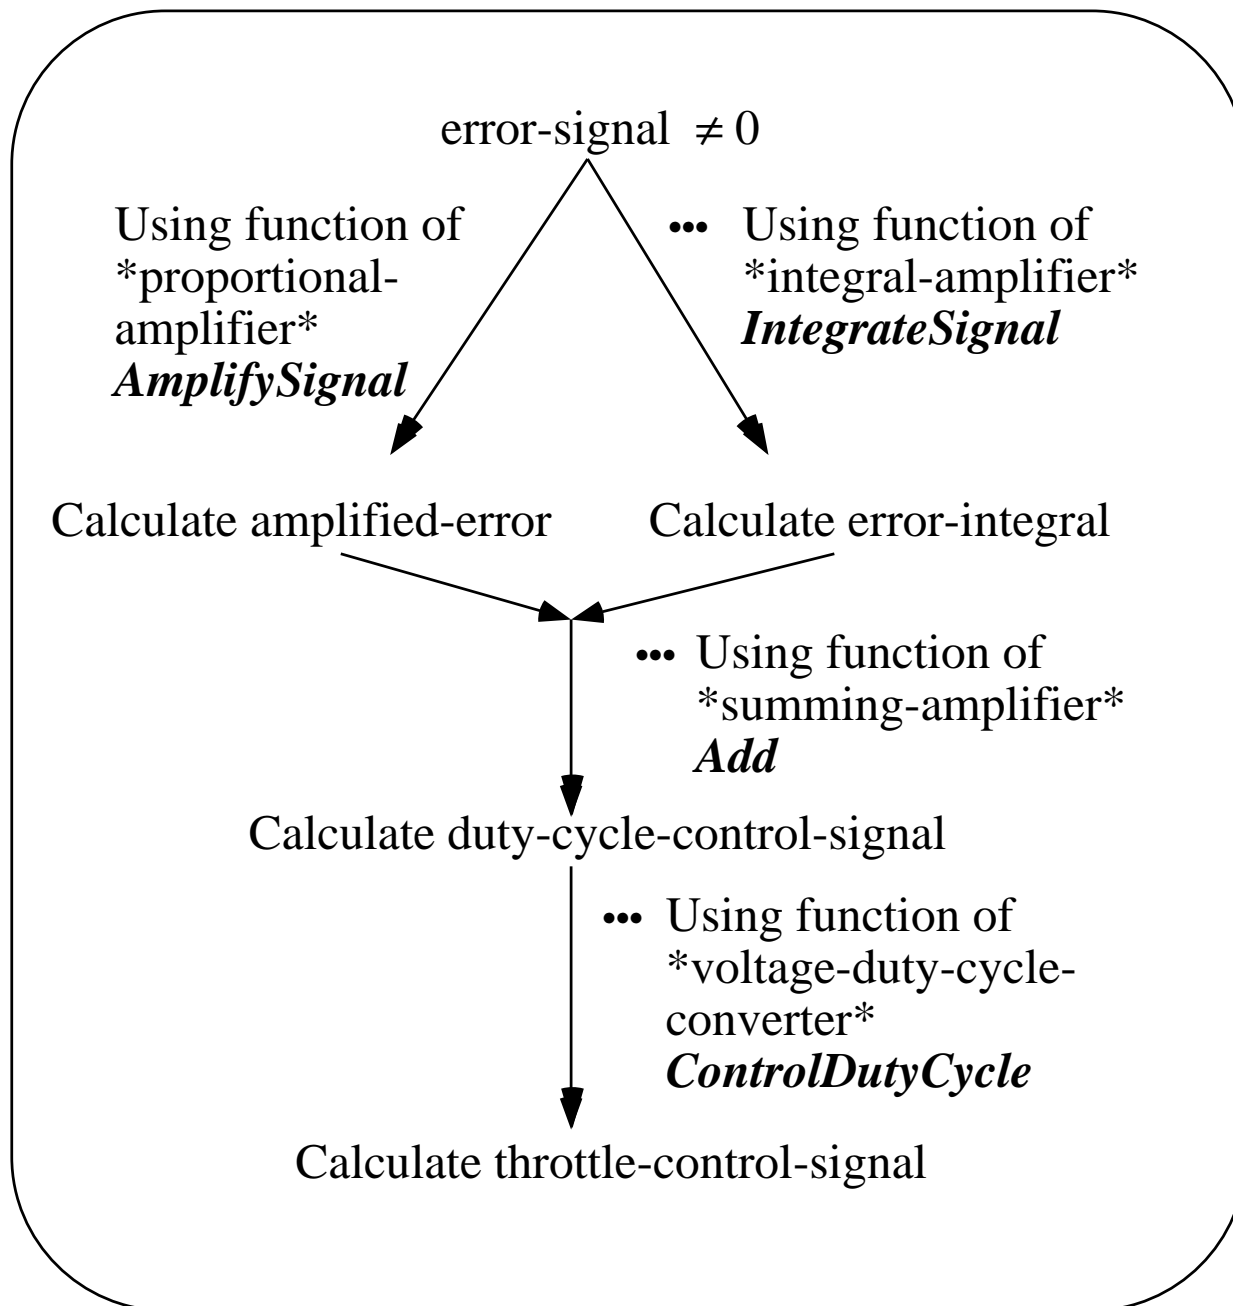 error-signal ≠ 0
Using function of
*proportional-
amplifier*
AmplifySignal
••• Using function of
*integral-amplifier*
IntegrateSignal
Calculate amplified-error
Calculate error-integral
••• Using function of
*summing-amplifier*
Add
Calculate duty-cycle-control-signal
••• Using function of
*voltage-duty-cycle-
converter*
ControlDutyCycle
Calculate throttle-control-signal